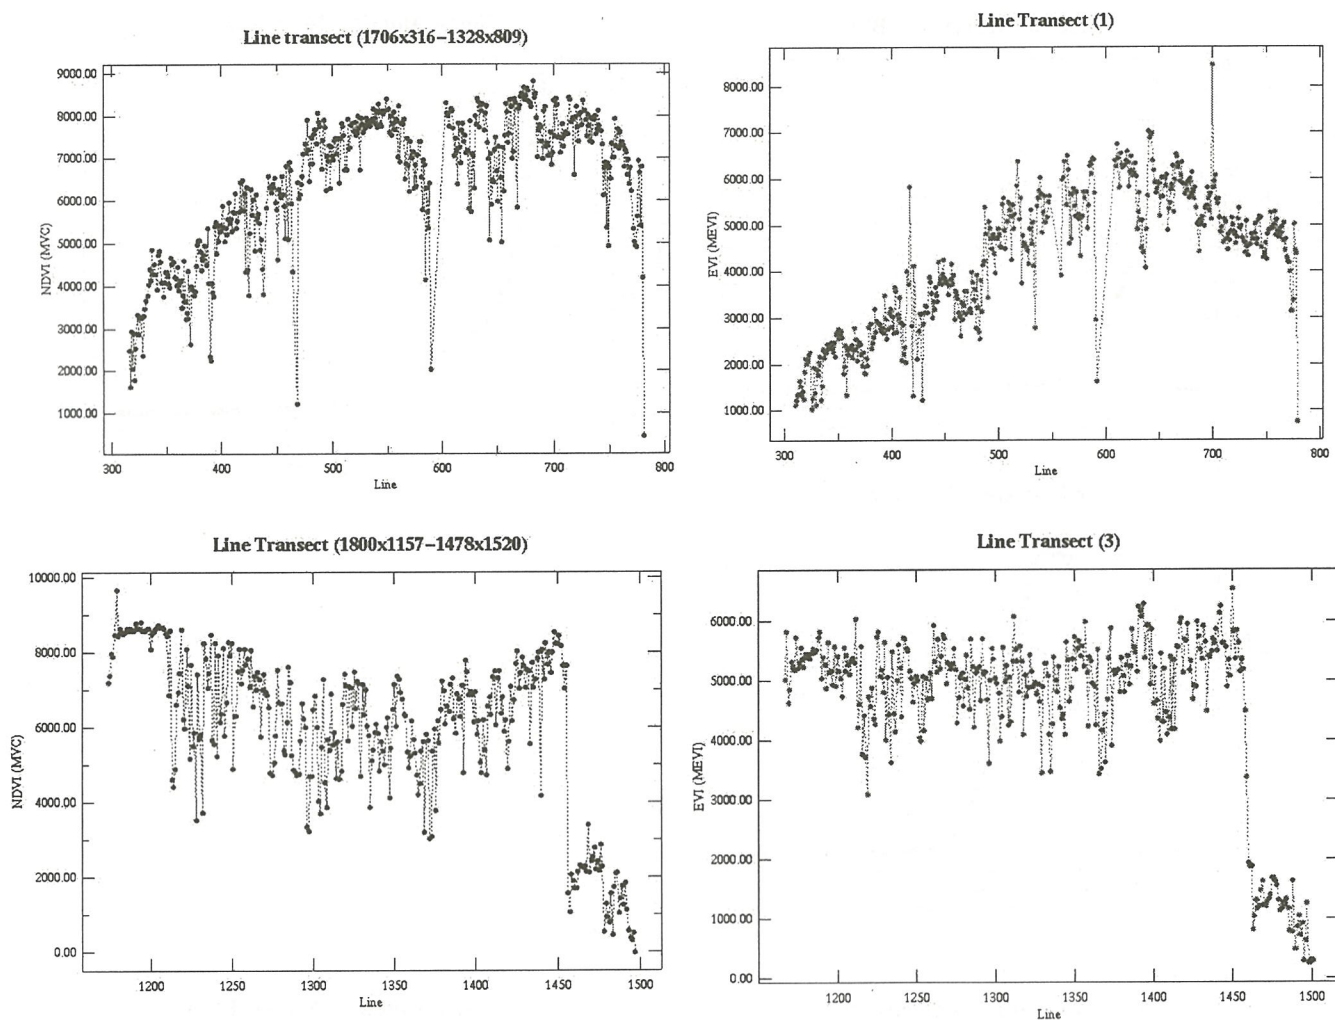 Line transect (1706x316–1328x809)
9000.00
8000.00
7000.00
6000.00
5000.00
4000.00
3000.00
2000.00
1000.00
NDVI (MVC)
300 400 500 600 700 800
Line
Line Transect (1)
8000.00
7000.00
6000.00
5000.00
4000.00
3000.00
2000.00
1000.00
EVI (MEVI)
300 400 500 600 700 800
Line
Line Transect (1800x1157–1478x1520)
10000.00
8000.00
6000.00
4000.00
2000.00
0.00
NDVI (MVC)
1200 1250 1300 1350 1400 1450 1500
Line
Line Transect (3)
6000.00
5000.00
4000.00
3000.00
2000.00
1000.00
0.00
EVI (MEVI)
1200 1250 1300 1350 1400 1450 1500
Line